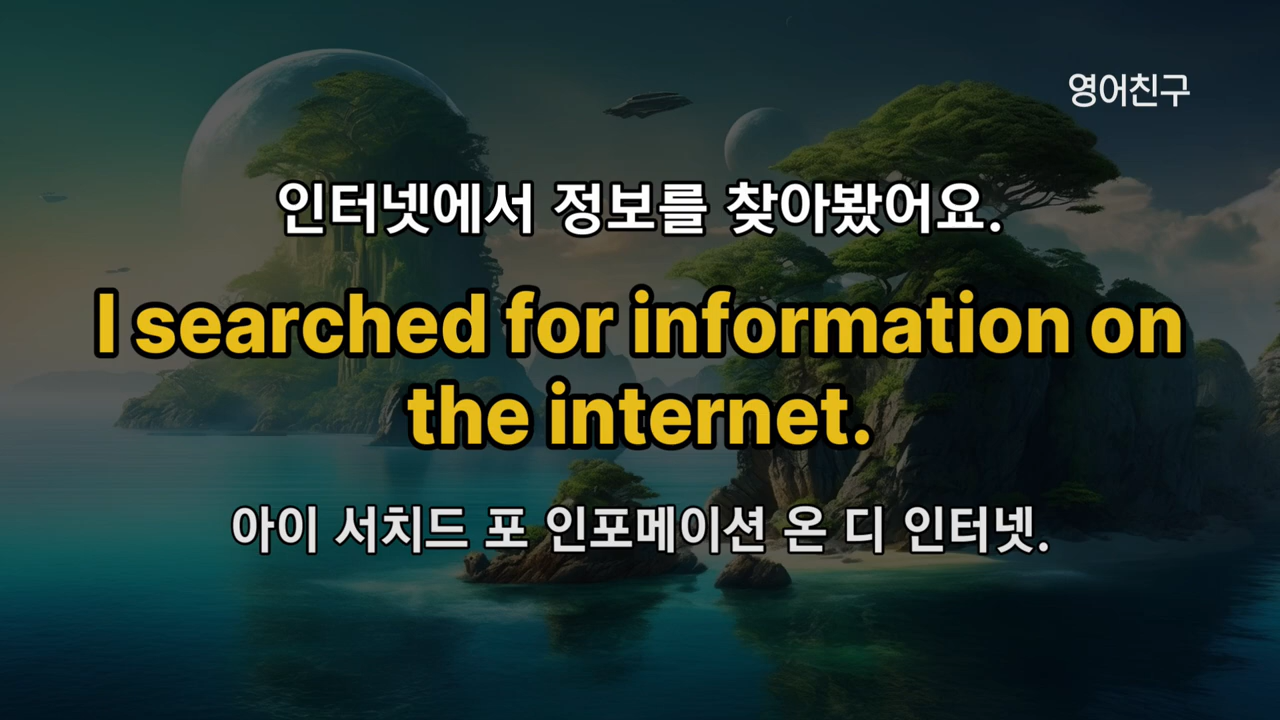 영어친구
인터넷에서 정보를 찾아봤어요.
I searched for information on
the internet.
아이 서치드 포 인포메이션 온 디 인터넷.